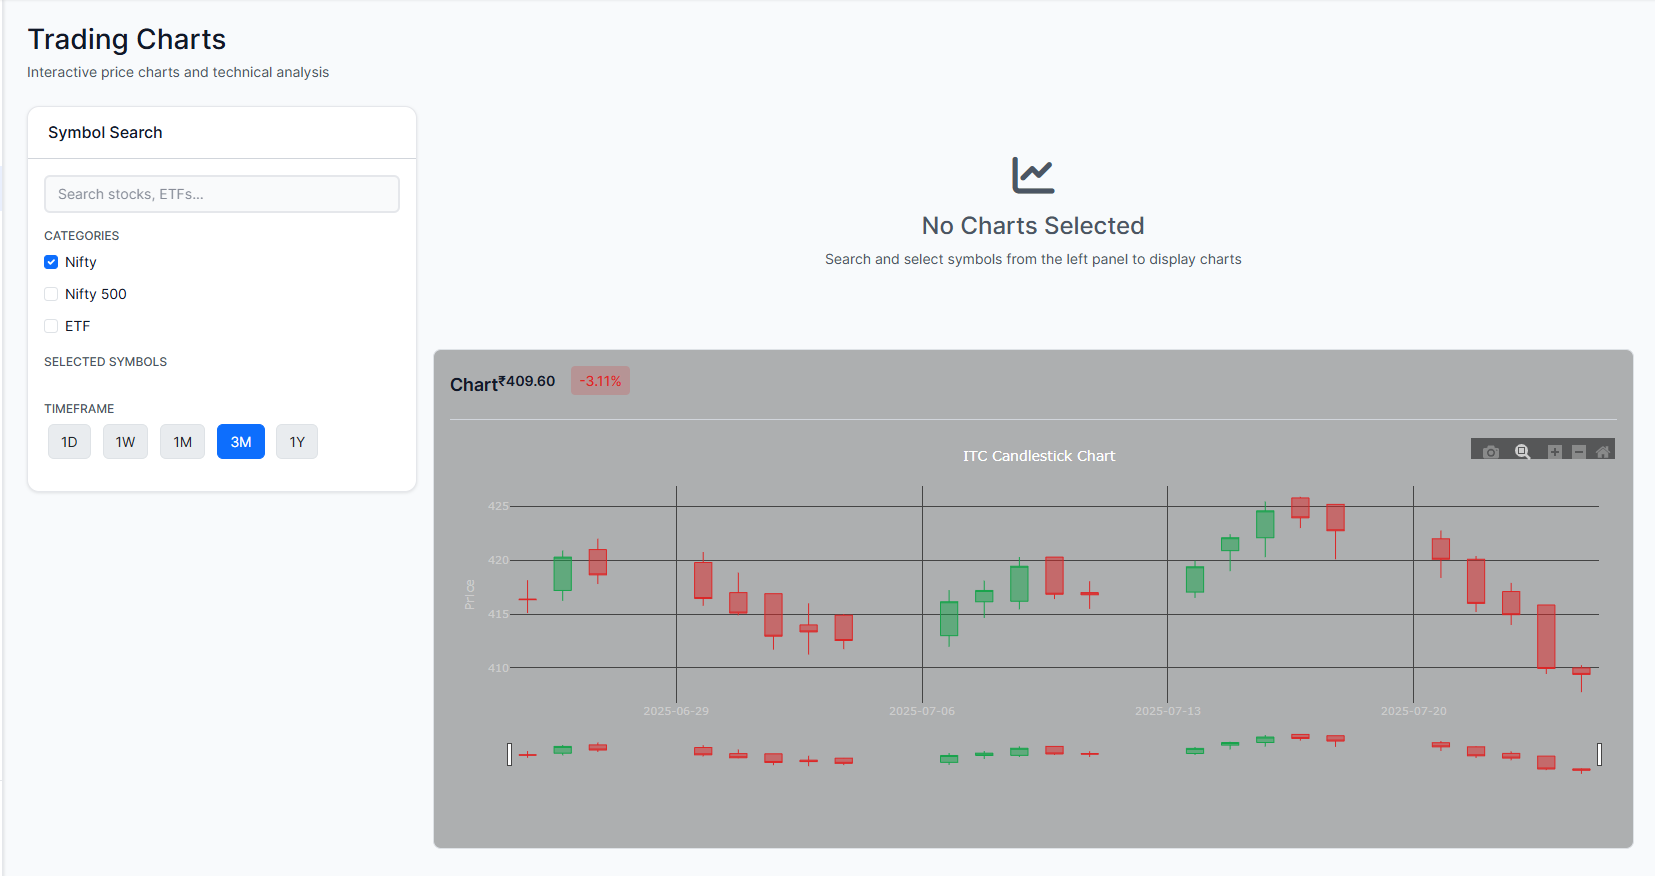 Trading Charts
Interactive price charts and technical analysis
Symbol Search
Search stocks, ETFs...
CATEGORIES
Nifty
Nifty 500
ETF
SELECTED SYMBOLS
TIMEFRAME
1D 1W 1M 3M 1Y
No Charts Selected
Search and select symbols from the left panel to display charts
Chart ₹409.60 -3.11%
ITC Candlestick Chart
425
420
415
410
Price
2025-06-29 2025-07-06 2025-07-13 2025-07-20